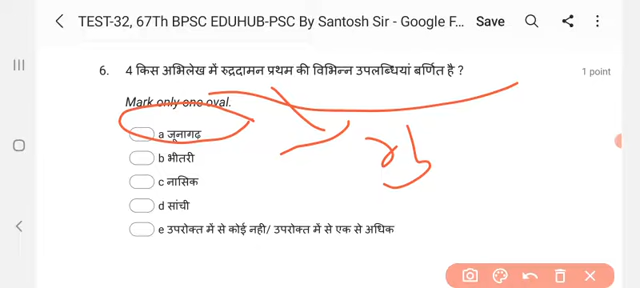 TEST-32, 67Th BPSC EDUHUB-PSC By Santosh Sir - Google F... Save
6. 4 किस अभिलेख में रुद्रदामन प्रथम की विभिन्न उपलब्धियां बर्णित है ? 1 point
Mark only one oval.
a जूनागढ़
b भीतरी
c नासिक
d सांची
e उपरोक्त में से कोई नही/ उपरोक्त में से एक से अधिक